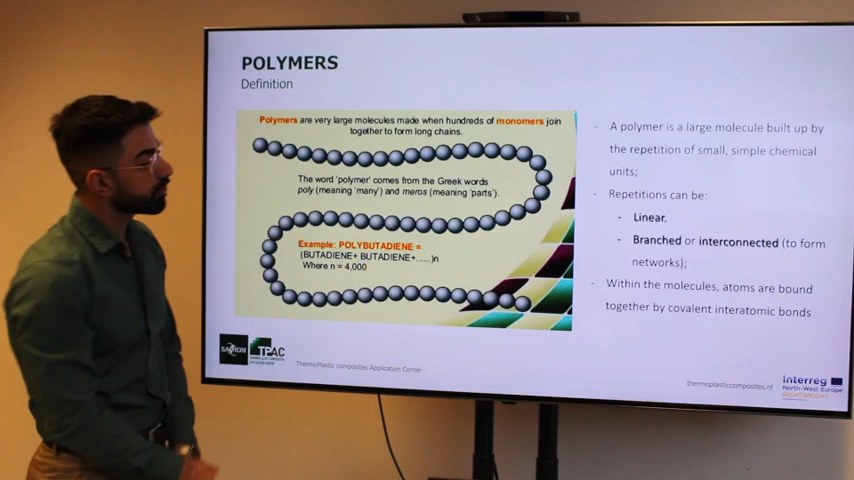 POLYMERS
Definition
Polymers are very large molecules made when hundreds of monomers join
together to form long chains.
The word 'polymer' comes from the Greek words
poly (meaning 'many') and meros (meaning 'parts').
Example: POLYBUTADIENE =
(BUTADIENE+ BUTADIENE+......)n
Where n = 4,000
- A polymer is a large molecule built up by
the repetition of small, simple chemical
units;
- Repetitions can be:
- Linear,
- Branched or interconnected (to form
networks);
- Within the molecules, atoms are bound
together by covalent interatomic bonds
SAXION
TPAC
ThermoPlastic composites Application Center
thermoplasticcomposites.nl
Interreg
North-West Europe
RIGHTWEIGHT